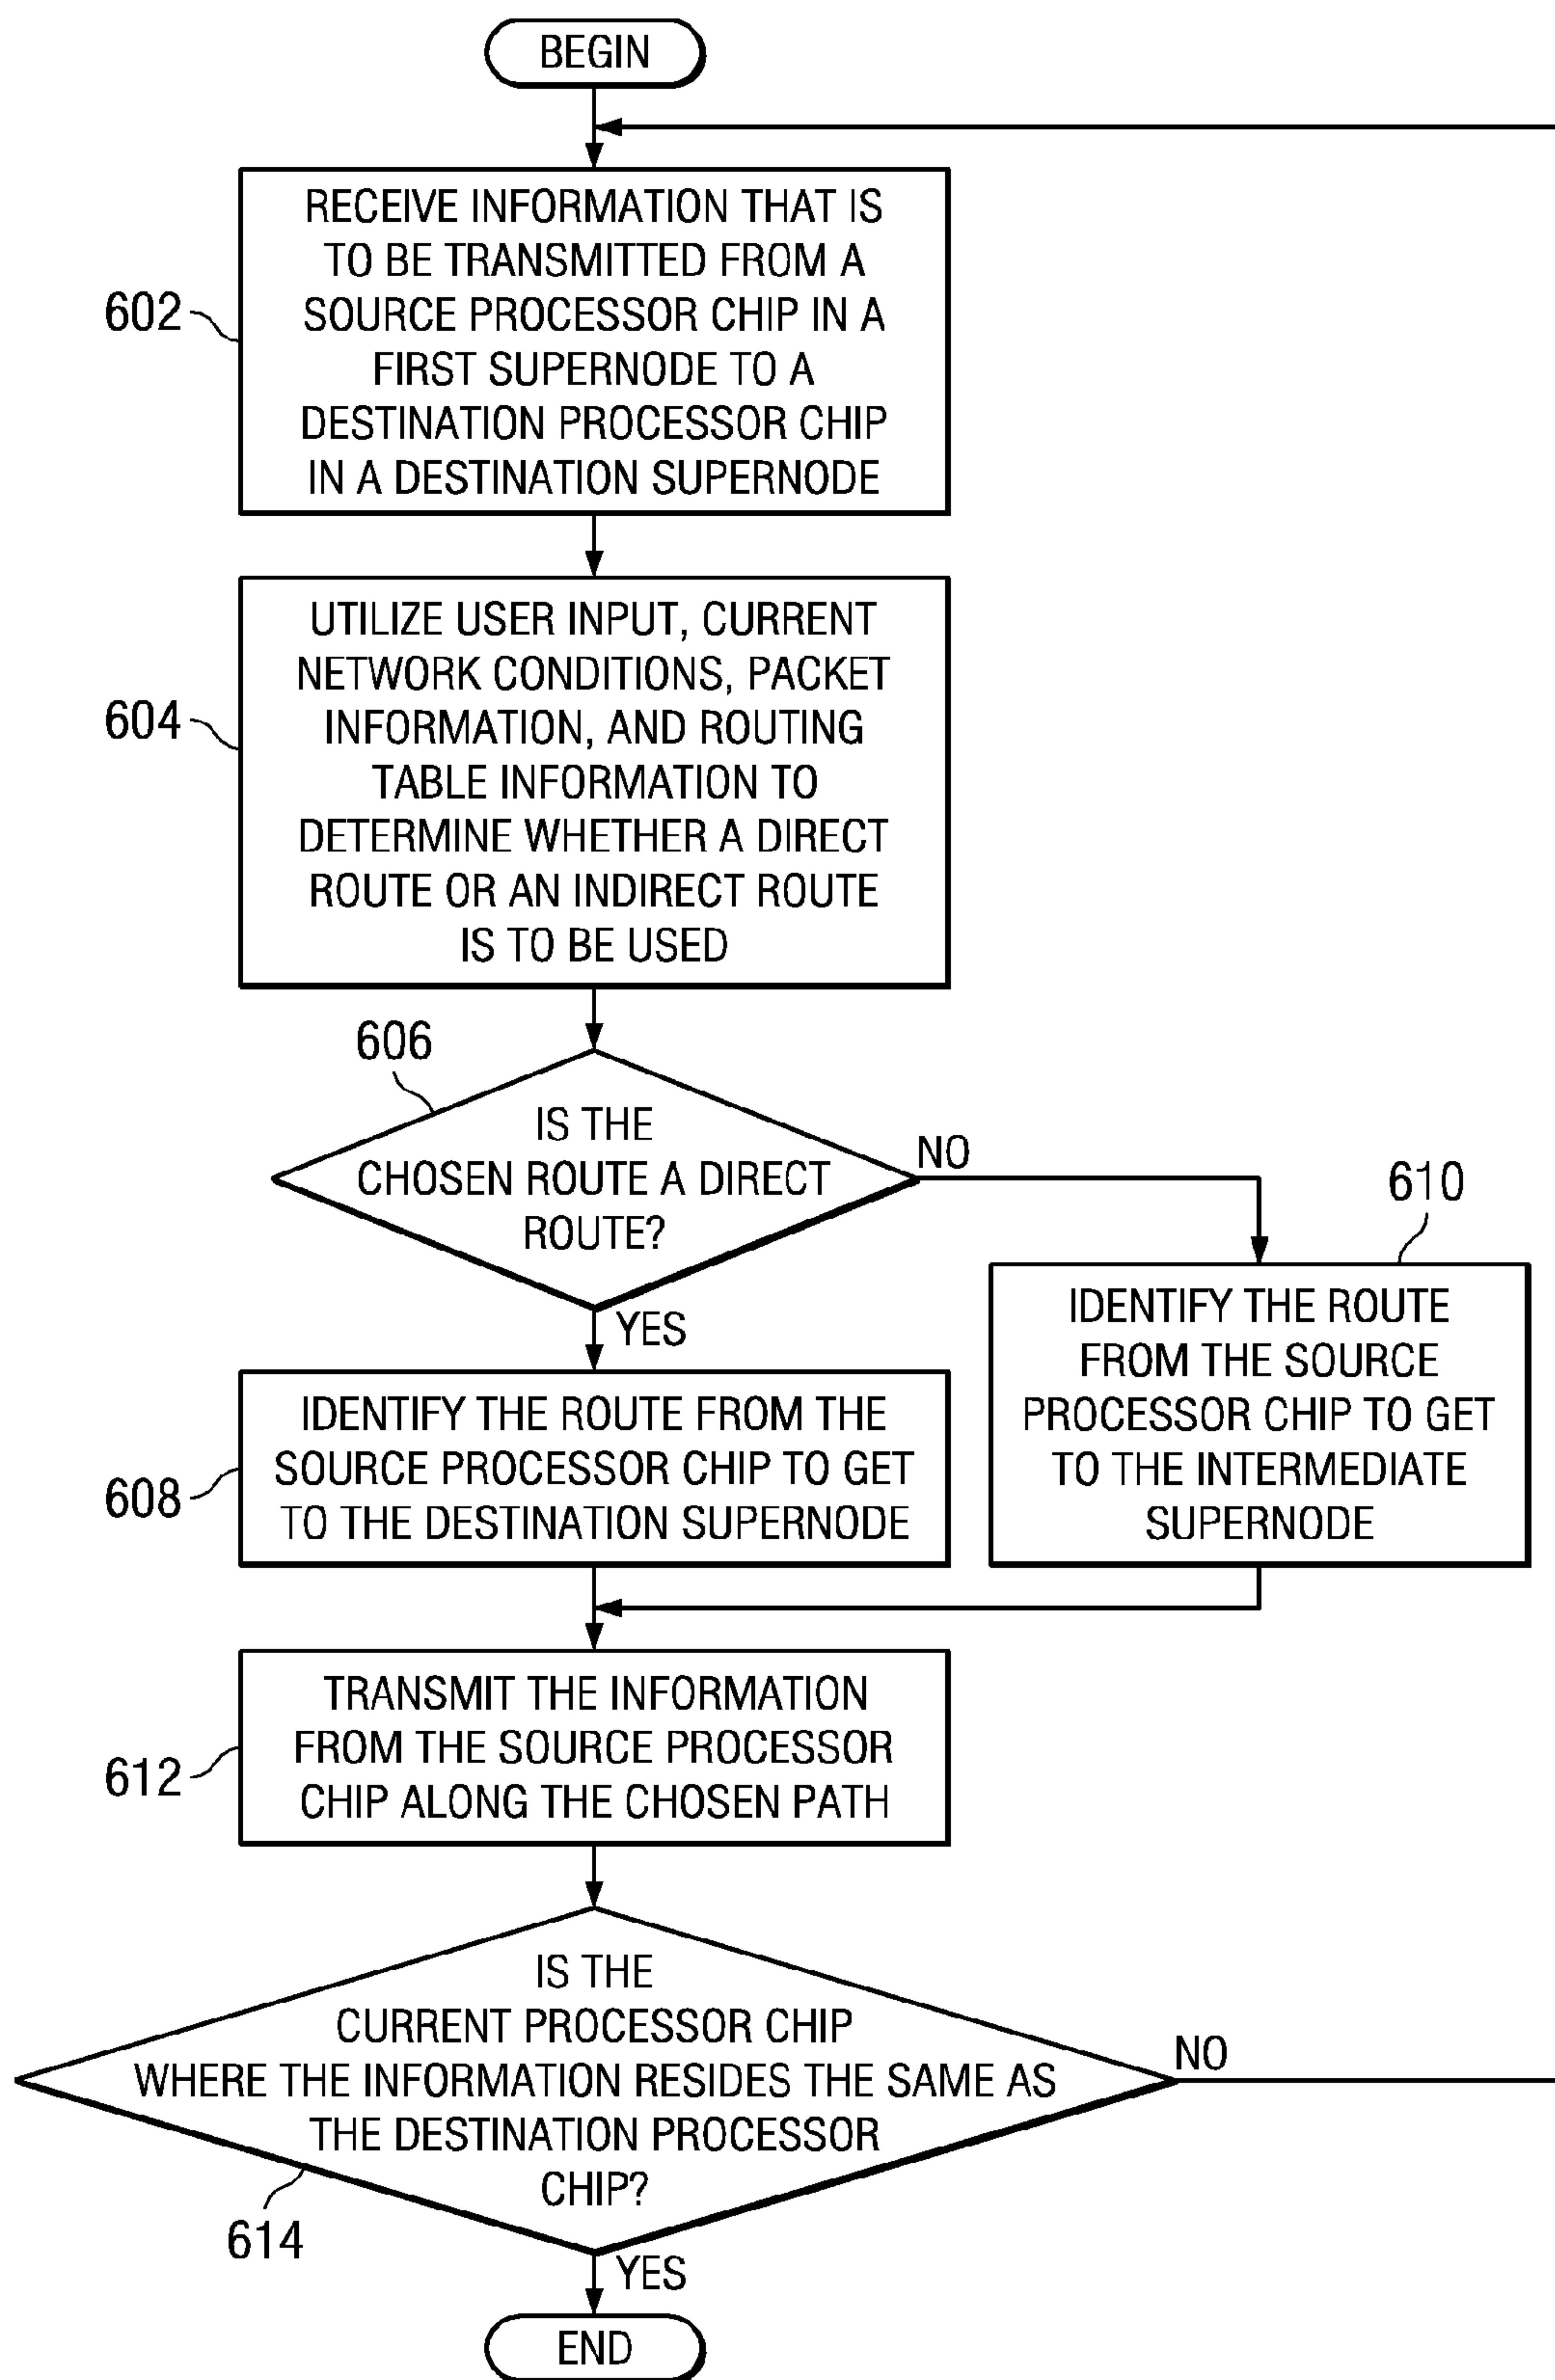 BEGIN
RECEIVE INFORMATION THAT IS
TO BE TRANSMITTED FROM A
SOURCE PROCESSOR CHIP IN A
FIRST SUPERNODE TO A
DESTINATION PROCESSOR CHIP
IN A DESTINATION SUPERNODE
602
UTILIZE USER INPUT, CURRENT
NETWORK CONDITIONS, PACKET
INFORMATION, AND ROUTING
TABLE INFORMATION TO
DETERMINE WHETHER A DIRECT
ROUTE OR AN INDIRECT ROUTE
IS TO BE USED
604
606
IS THE
CHOSEN ROUTE A DIRECT
ROUTE?
NO
YES
610
IDENTIFY THE ROUTE
FROM THE SOURCE
PROCESSOR CHIP TO GET
TO THE INTERMEDIATE
SUPERNODE
IDENTIFY THE ROUTE FROM THE
SOURCE PROCESSOR CHIP TO GET
TO THE DESTINATION SUPERNODE
608
TRANSMIT THE INFORMATION
FROM THE SOURCE PROCESSOR
CHIP ALONG THE CHOSEN PATH
612
IS THE
CURRENT PROCESSOR CHIP
WHERE THE INFORMATION RESIDES THE SAME AS
THE DESTINATION PROCESSOR
CHIP?
NO
614
YES
END